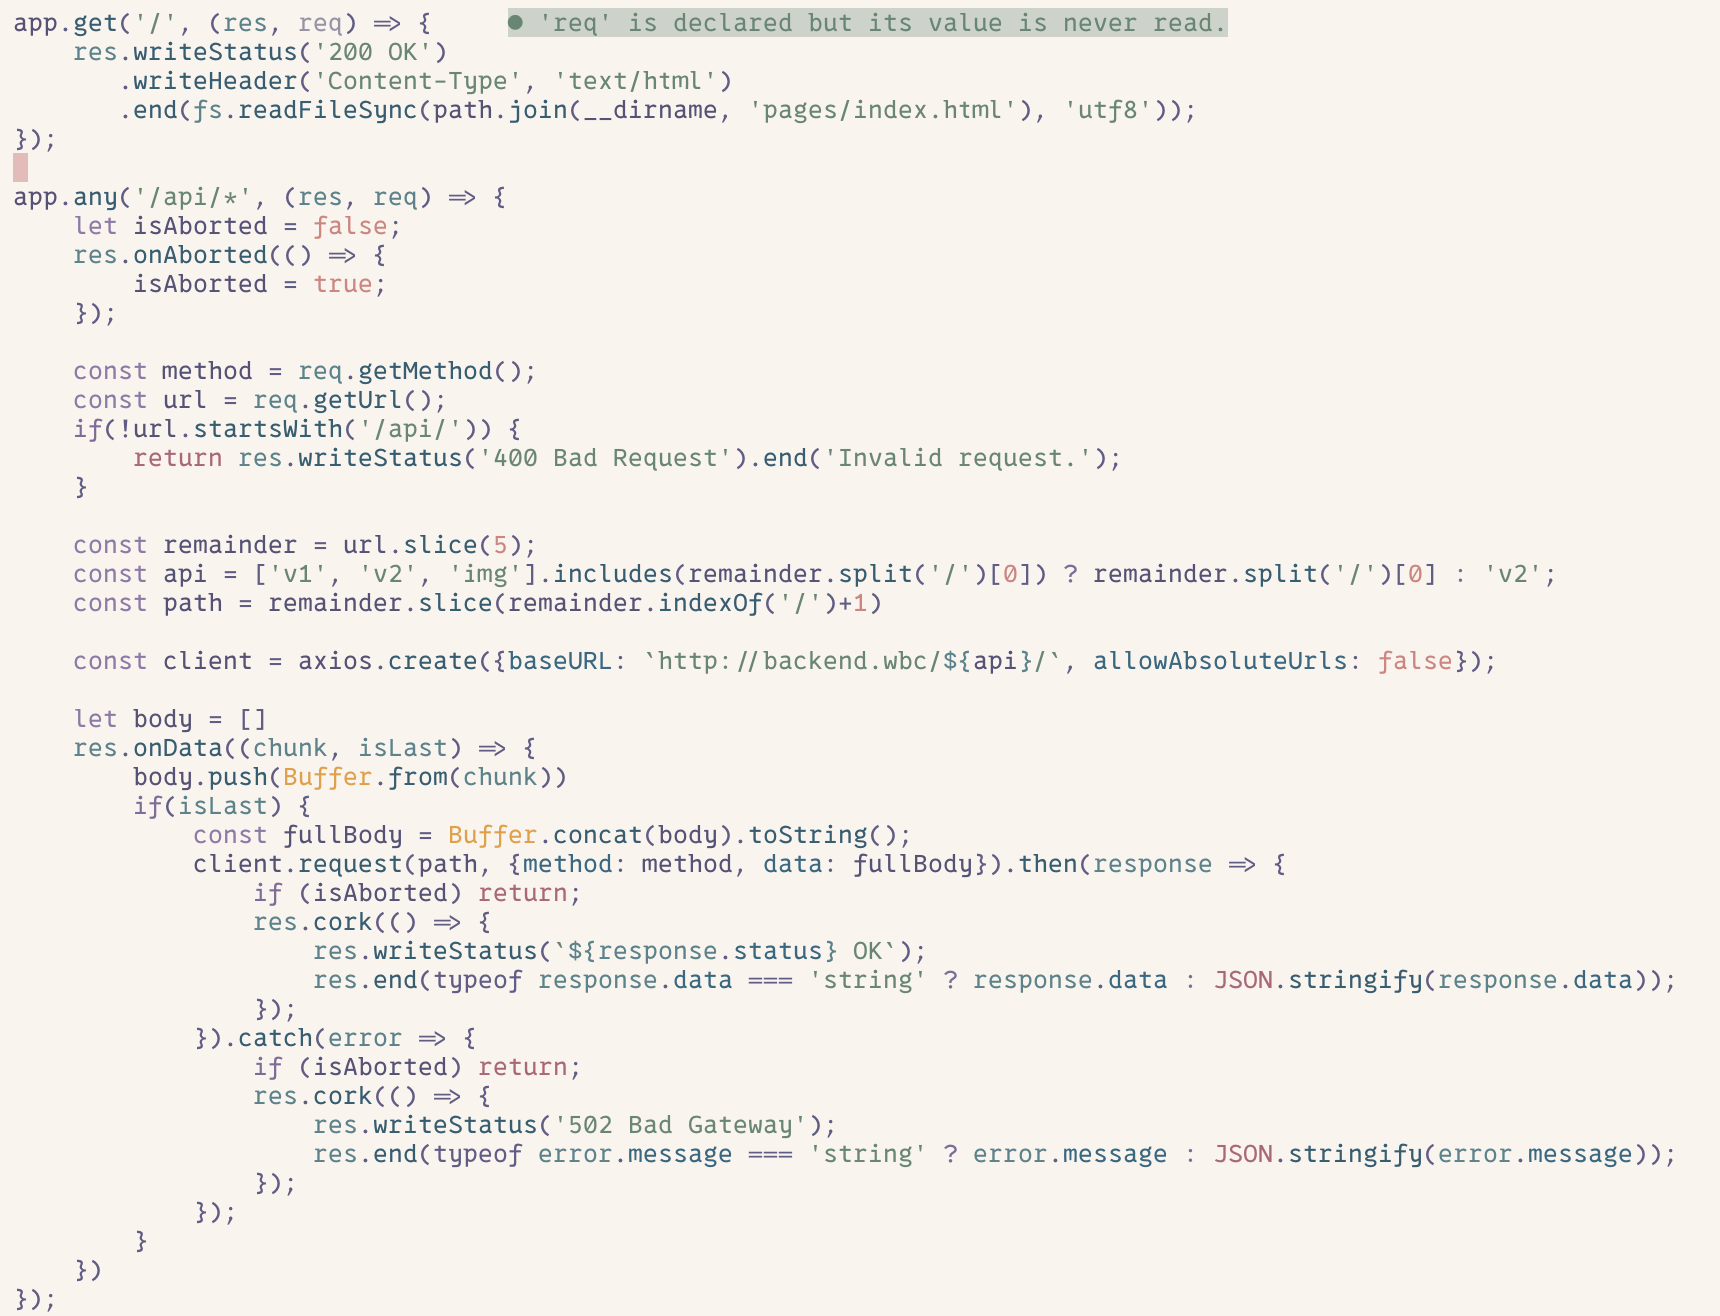 app.get('/', (res, req) => {     ● 'req' is declared but its value is never read.
    res.writeStatus('200 OK')
       .writeHeader('Content-Type', 'text/html')
       .end(fs.readFileSync(path.join(__dirname, 'pages/index.html'), 'utf8'));
});

app.any('/api/*', (res, req) => {
    let isAborted = false;
    res.onAborted(() => {
        isAborted = true;
    });

    const method = req.getMethod();
    const url = req.getUrl();
    if(!url.startsWith('/api/')) {
        return res.writeStatus('400 Bad Request').end('Invalid request.');
    }

    const remainder = url.slice(5);
    const api = ['v1', 'v2', 'img'].includes(remainder.split('/')[0]) ? remainder.split('/')[0] : 'v2';
    const path = remainder.slice(remainder.indexOf('/')+1)

    const client = axios.create({baseURL: `http://backend.wbc/${api}/`, allowAbsoluteUrls: false});

    let body = []
    res.onData((chunk, isLast) => {
        body.push(Buffer.from(chunk))
        if(isLast) {
            const fullBody = Buffer.concat(body).toString();
            client.request(path, {method: method, data: fullBody}).then(response => {
                if (isAborted) return;
                res.cork(() => {
                    res.writeStatus(`${response.status} OK`);
                    res.end(typeof response.data === 'string' ? response.data : JSON.stringify(response.data));
                });
            }).catch(error => {
                if (isAborted) return;
                res.cork(() => {
                    res.writeStatus('502 Bad Gateway');
                    res.end(typeof error.message === 'string' ? error.message : JSON.stringify(error.message));
                });
            });
        }
    })
});